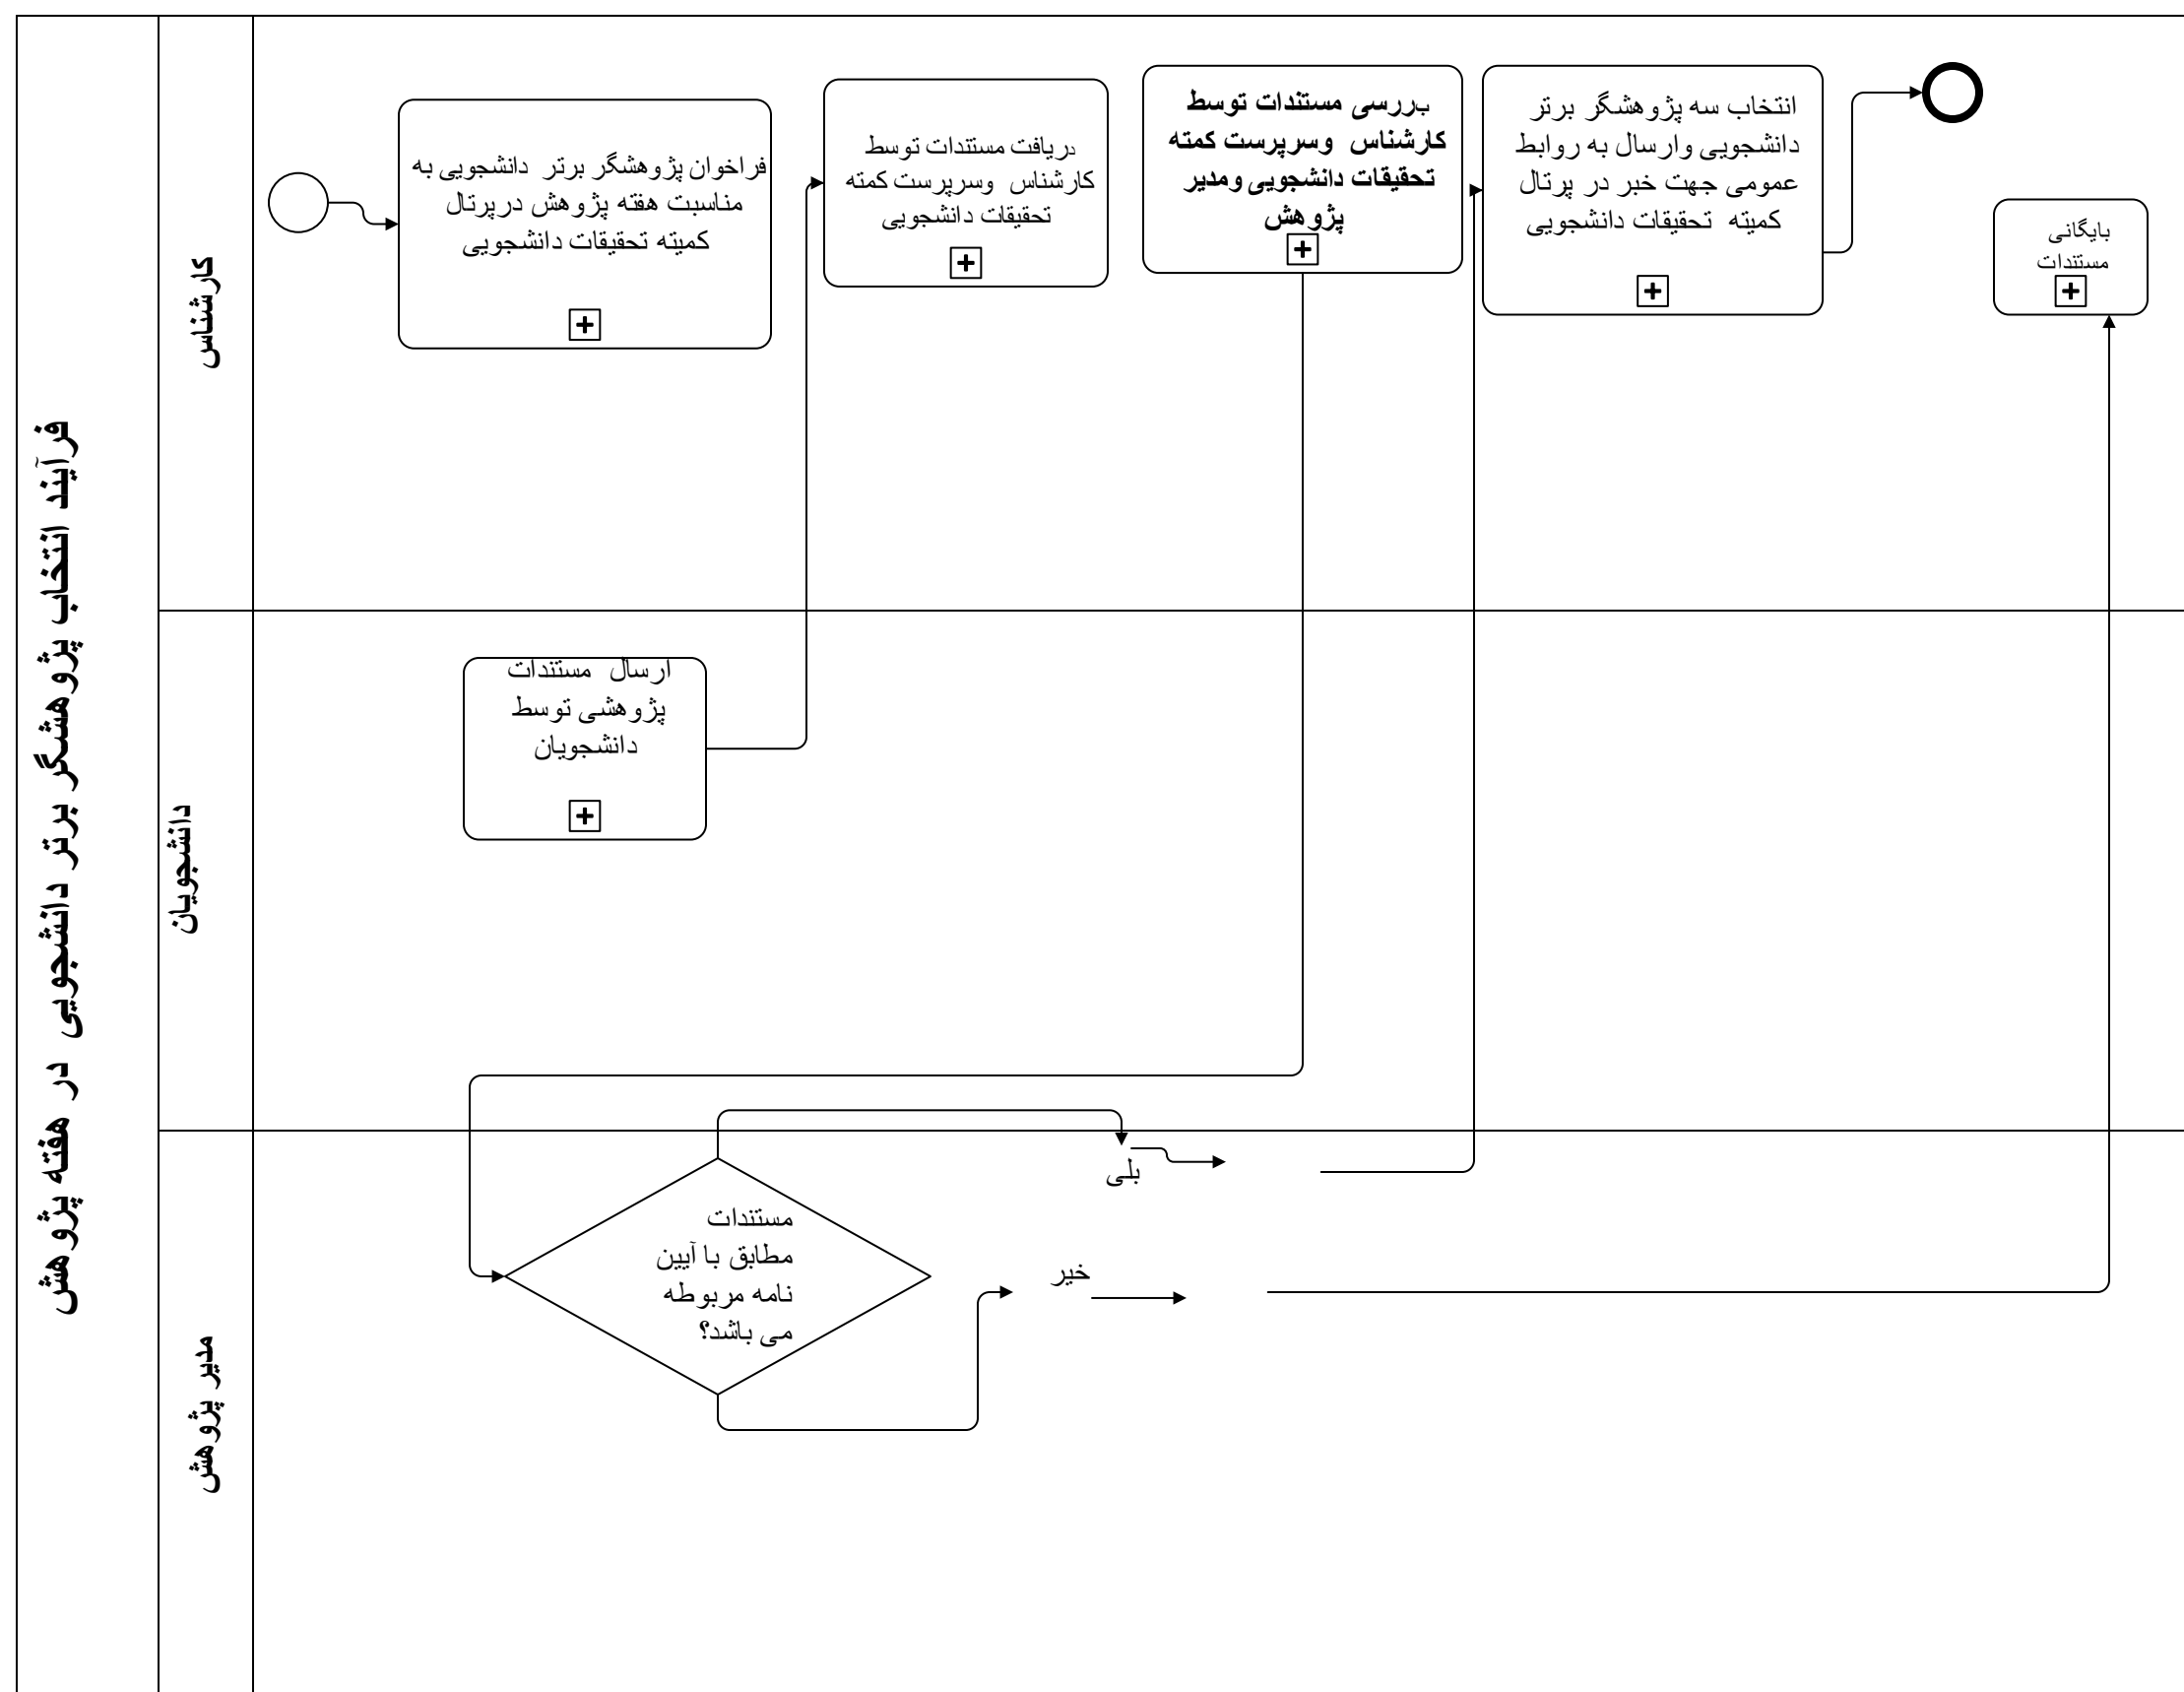 فرآیند انتخاب پژوهشگر برتر دانشجویی در هفته پژوهش
کارشناس
فراخوان پژوهشگر برتر دانشجویی به
مناسبت هفته پژوهش درپرتال
کمیته تحقیقات دانشجویی
دریافت مستندات توسط
کارشناس وسرپرست کمته
تحقیقات دانشجویی
بررسی مستندات توسط
کارشناس وسرپرست کمته
تحقیقات دانشجویی ومدیر
پژوهش
انتخاب سه پژوهشگر برتر
دانشجویی وارسال به روابط
عمومی جهت خبر در پرتال
کمیته تحقیقات دانشجویی
بایگانی
مستندات
دانشجویان
ارسال مستندات
پژوهشی توسط
دانشجویان
مدیر پژوهش
مستندات
مطابق با آیین
نامه مربوطه
می باشد؟
بلی
خیر